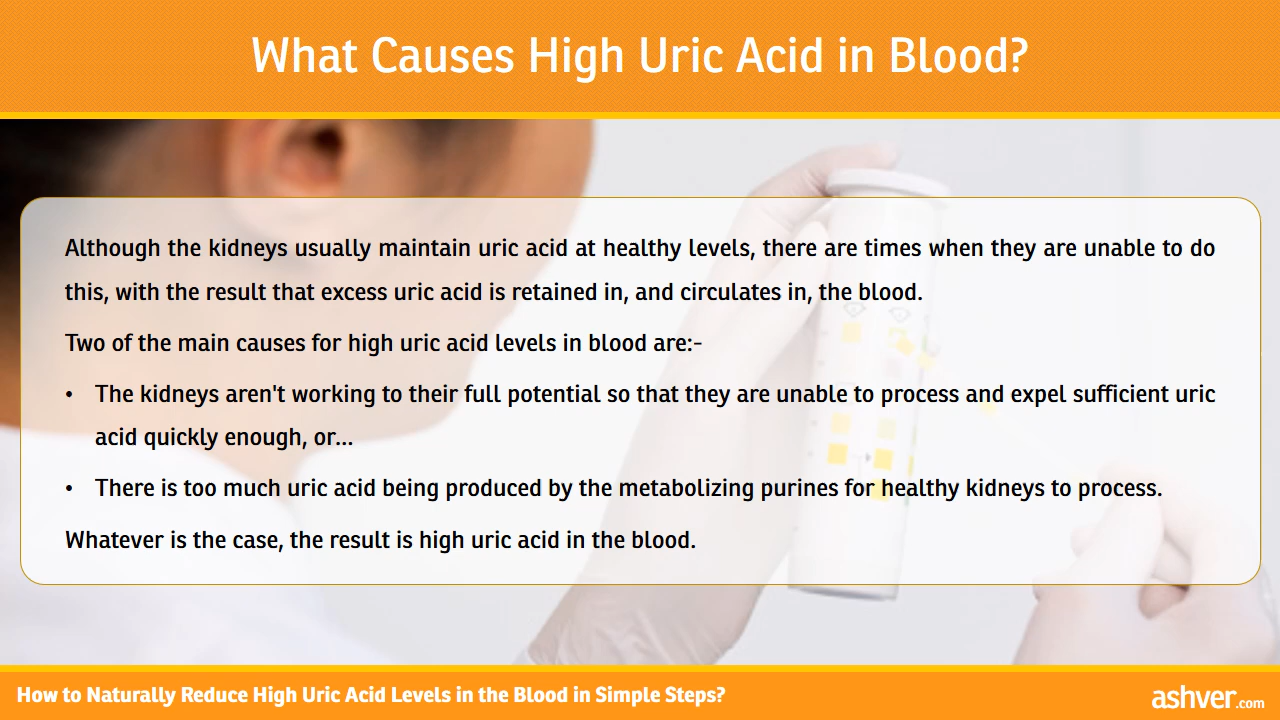 What Causes High Uric Acid in Blood?
Although the kidneys usually maintain uric acid at healthy levels, there are times when they are unable to do
this, with the result that excess uric acid is retained in, and circulates in, the blood.
Two of the main causes for high uric acid levels in blood are:-
• The kidneys aren't working to their full potential so that they are unable to process and expel sufficient uric
acid quickly enough, or...
• There is too much uric acid being produced by the metabolizing purines for healthy kidneys to process.
Whatever is the case, the result is high uric acid in the blood.
How to Naturally Reduce High Uric Acid Levels in the Blood in Simple Steps?
ashver.com